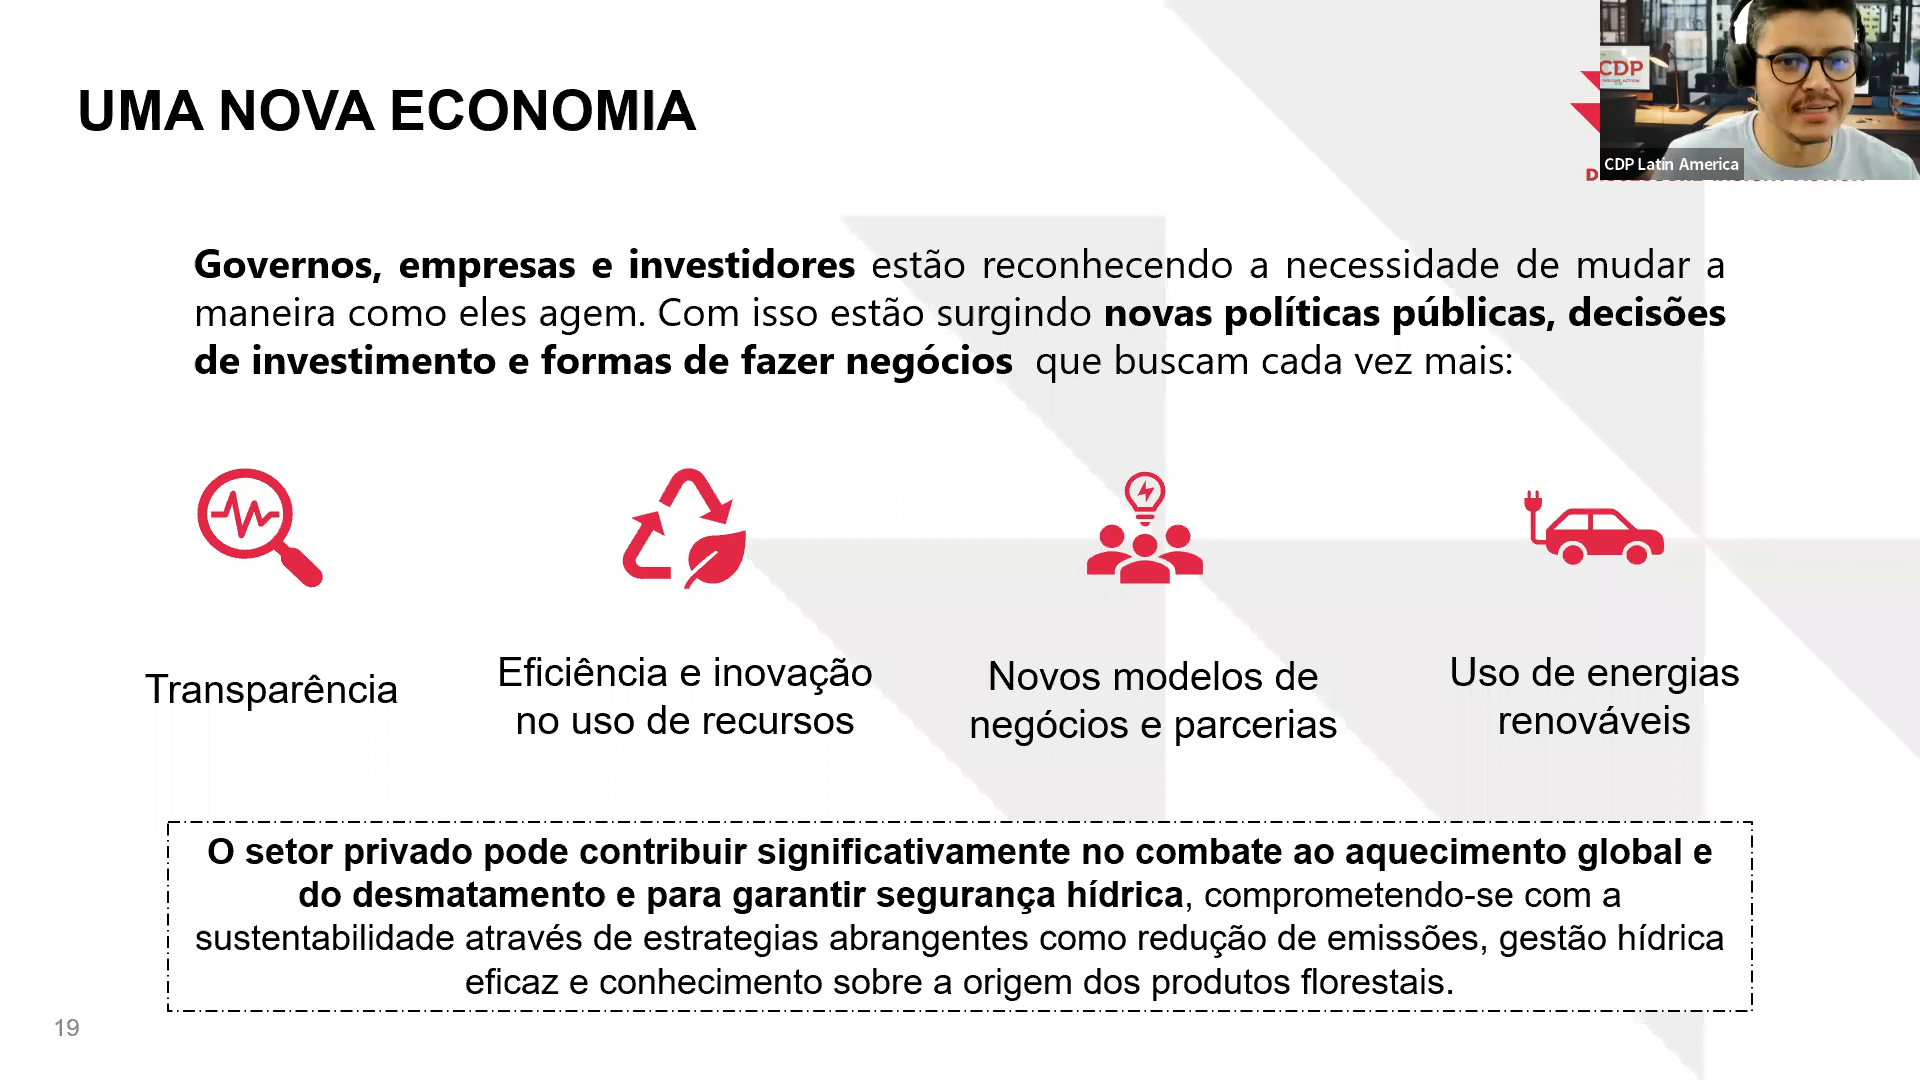 UMA NOVA ECONOMIA
CDP
CDP Latin America
Governos, empresas e investidores estão reconhecendo a necessidade de mudar a
maneira como eles agem. Com isso estão surgindo novas políticas públicas, decisões
de investimento e formas de fazer negócios que buscam cada vez mais:
Transparência
Eficiência e inovação
no uso de recursos
Novos modelos de
negócios e parcerias
Uso de energias
renováveis
O setor privado pode contribuir significativamente no combate ao aquecimento global e
do desmatamento e para garantir segurança hídrica, comprometendo-se com a
sustentabilidade através de estrategias abrangentes como redução de emissões, gestão hídrica
eficaz e conhecimento sobre a origem dos produtos florestais.
19